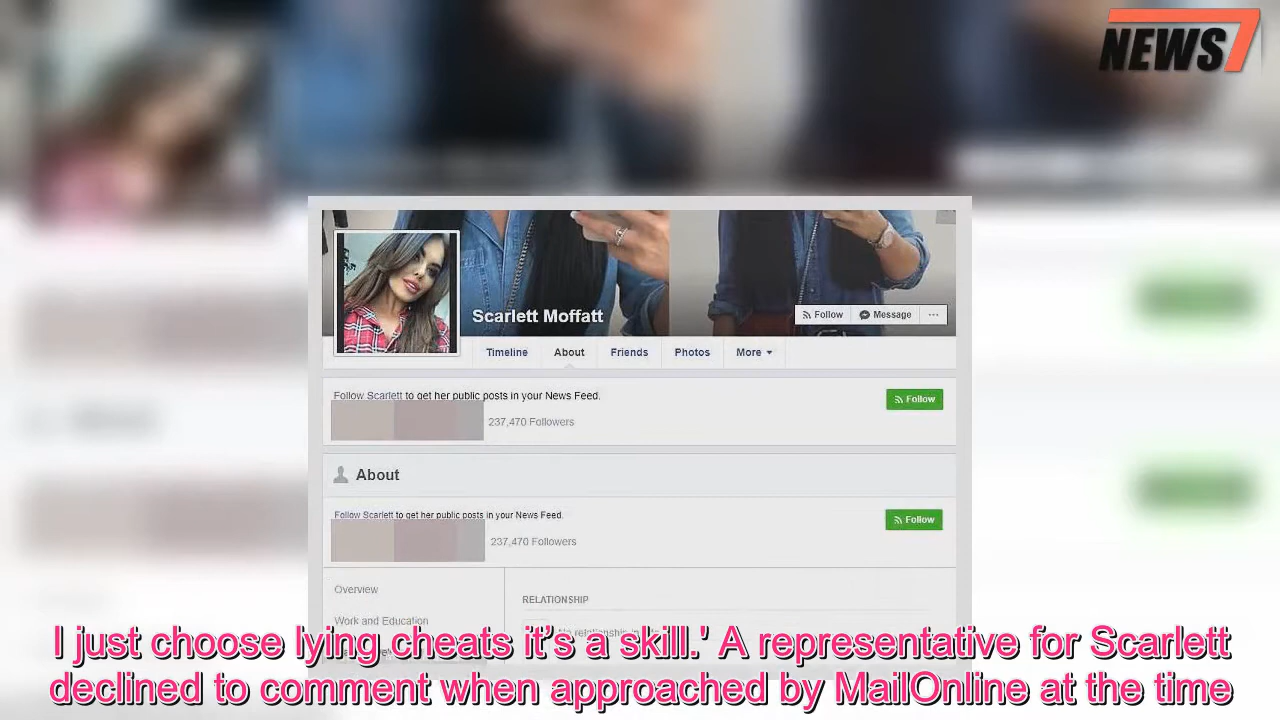 NEWS7
Scarlett Moffatt
Follow
Message
Timeline
About
Friends
Photos
More
Follow Scarlett to get her public posts in your News Feed.
237,470 Followers
Follow
About
Follow Scarlett to get her public posts in your News Feed.
237,470 Followers
Follow
Overview
RELATIONSHIP
Work and Education
No relationship in
I just choose lying cheats it’s a skill.' A representative for Scarlett
declined to comment when approached by MailOnline at the time